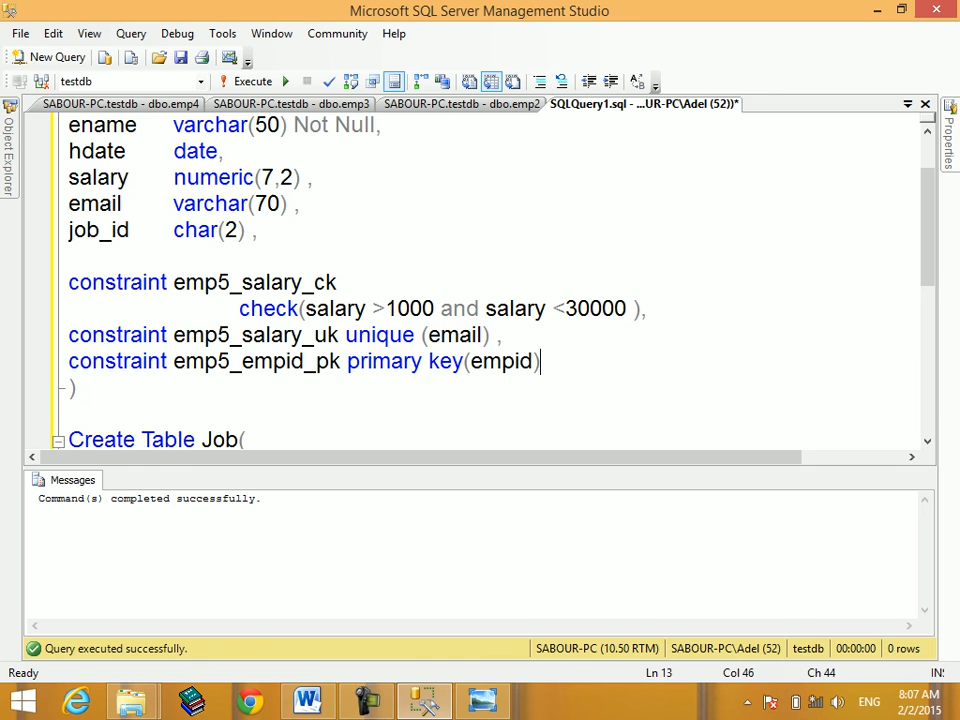 Microsoft SQL Server Management Studio
File Edit View Query Debug Tools Window Community Help
New Query
testdb Execute
SABOUR-PC.testdb - dbo.emp4 SABOUR-PC.testdb - dbo.emp3 SABOUR-PC.testdb - dbo.emp2 SQLQuery1.sql - ...UR-PC\Adel (52))*
Object Explorer
Properties
ename varchar(50) Not Null,
hdate date,
salary numeric(7,2) ,
email varchar(70) ,
job_id char(2) ,
constraint emp5_salary_ck
check(salary >1000 and salary <30000 ),
constraint emp5_salary_uk unique (email) ,
constraint emp5_empid_pk primary key(empid)
)
Create Table Job(
Messages
Command(s) completed successfully.
Query executed successfully. SABOUR-PC (10.50 RTM) SABOUR-PC\Adel (52) testdb 00:00:00 0 rows
Ready Ln 13 Col 46 Ch 44 INS
ENG 8:07 AM
2/2/2015